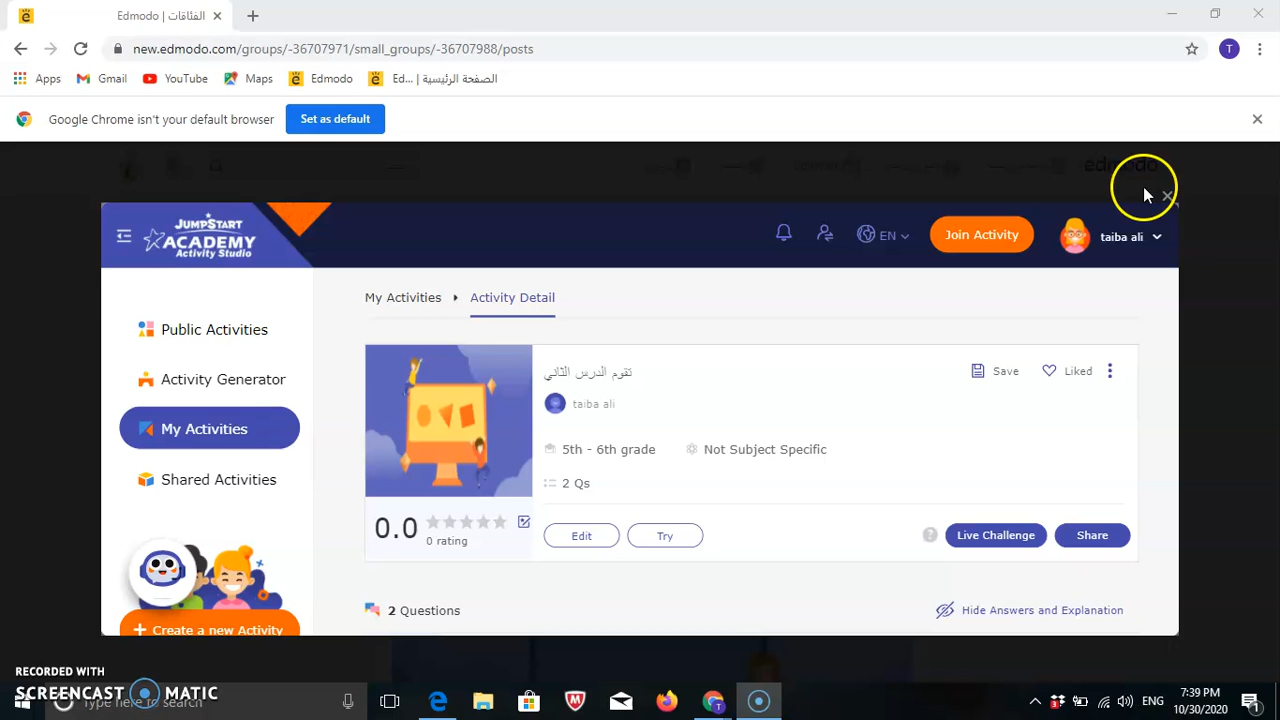 Edmodo | الفئاقات
new.edmodo.com/groups/-36707971/small_groups/-36707988/posts
T
Apps
Gmail
YouTube
Maps
Edmodo
Ed... | الصفحة الرئيسية
Google Chrome isn't your default browser
Set as default
edmodo
JUMPSTART
ACADEMY
Activity Studio
EN
Join Activity
taiba ali
Public Activities
Activity Generator
My Activities
Shared Activities
Create a new Activity
My Activities
Activity Detail
تقوم الدرس الثاني
Save
Liked
taiba ali
5th - 6th grade
Not Subject Specific
2 Qs
0.0
0 rating
Edit
Try
?
Live Challenge
Share
2 Questions
Hide Answers and Explanation
RECORDED WITH
SCREENCAST MATIC
Type here to search
ENG
7:39 PM
10/30/2020